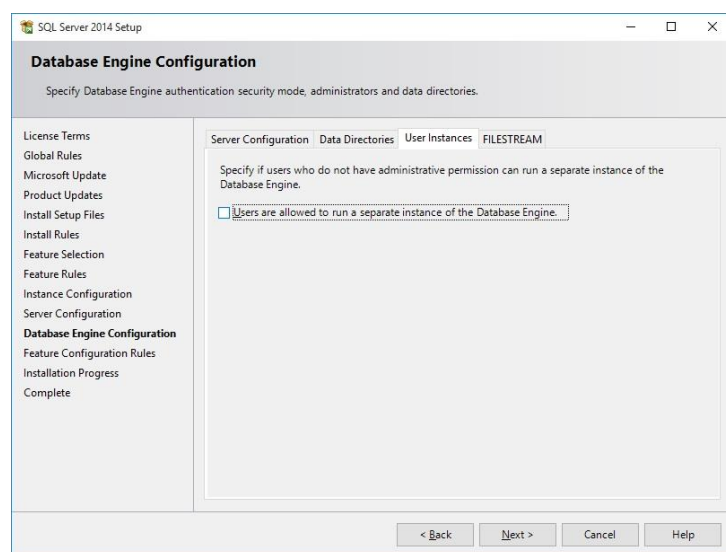 SQL Server 2014 Setup
Database Engine Configuration
Specify Database Engine authentication security mode, administrators and data directories.
License Terms
Global Rules
Microsoft Update
Product Updates
Install Setup Files
Install Rules
Feature Selection
Feature Rules
Instance Configuration
Server Configuration
Database Engine Configuration
Feature Configuration Rules
Installation Progress
Complete
Server Configuration Data Directories User Instances FILESTREAM
Specify if users who do not have administrative permission can run a separate instance of the
Database Engine.
Users are allowed to run a separate instance of the Database Engine.
< Back Next > Cancel Help